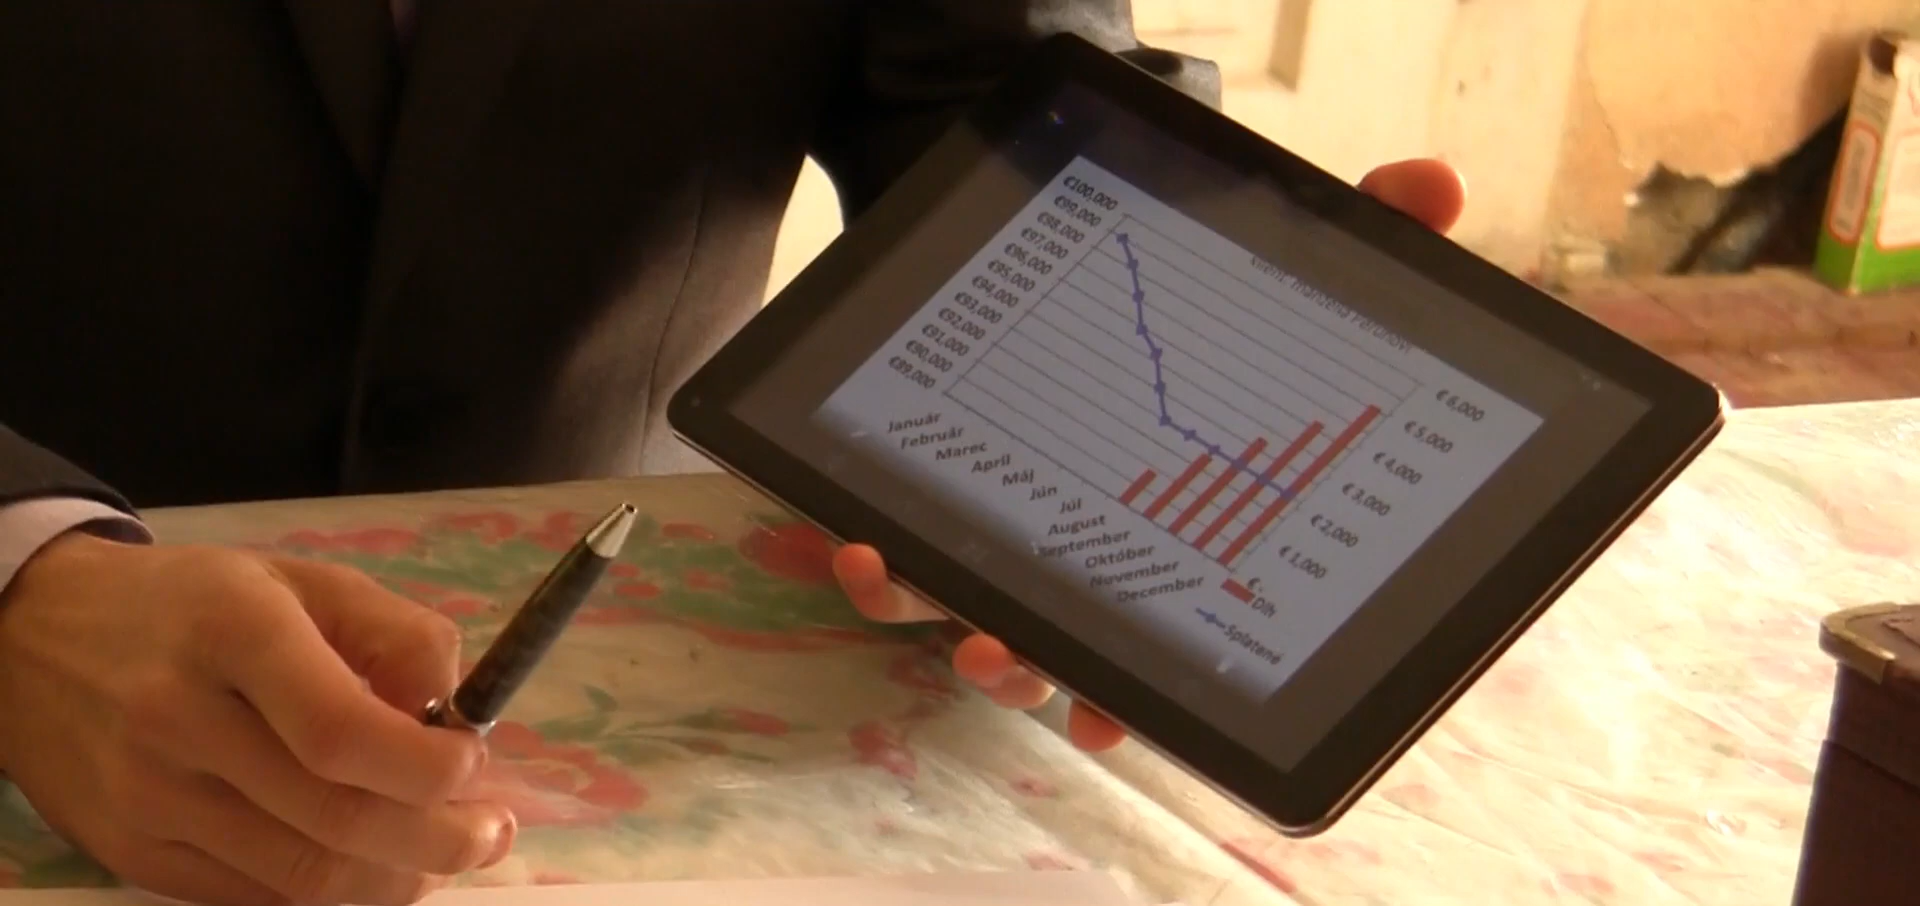 €100,000
€99,000
€98,000
€97,000
€96,000
€95,000
€94,000
€93,000
€92,000
€91,000
€90,000
€89,000
manželia
€ 6,000
€ 5,000
€ 4,000
€ 3,000
€ 2,000
€ 1,000
€ -
Január
Február
Marec
Apríl
Máj
Jún
Júl
August
September
Október
November
December
Dlh
Splatené